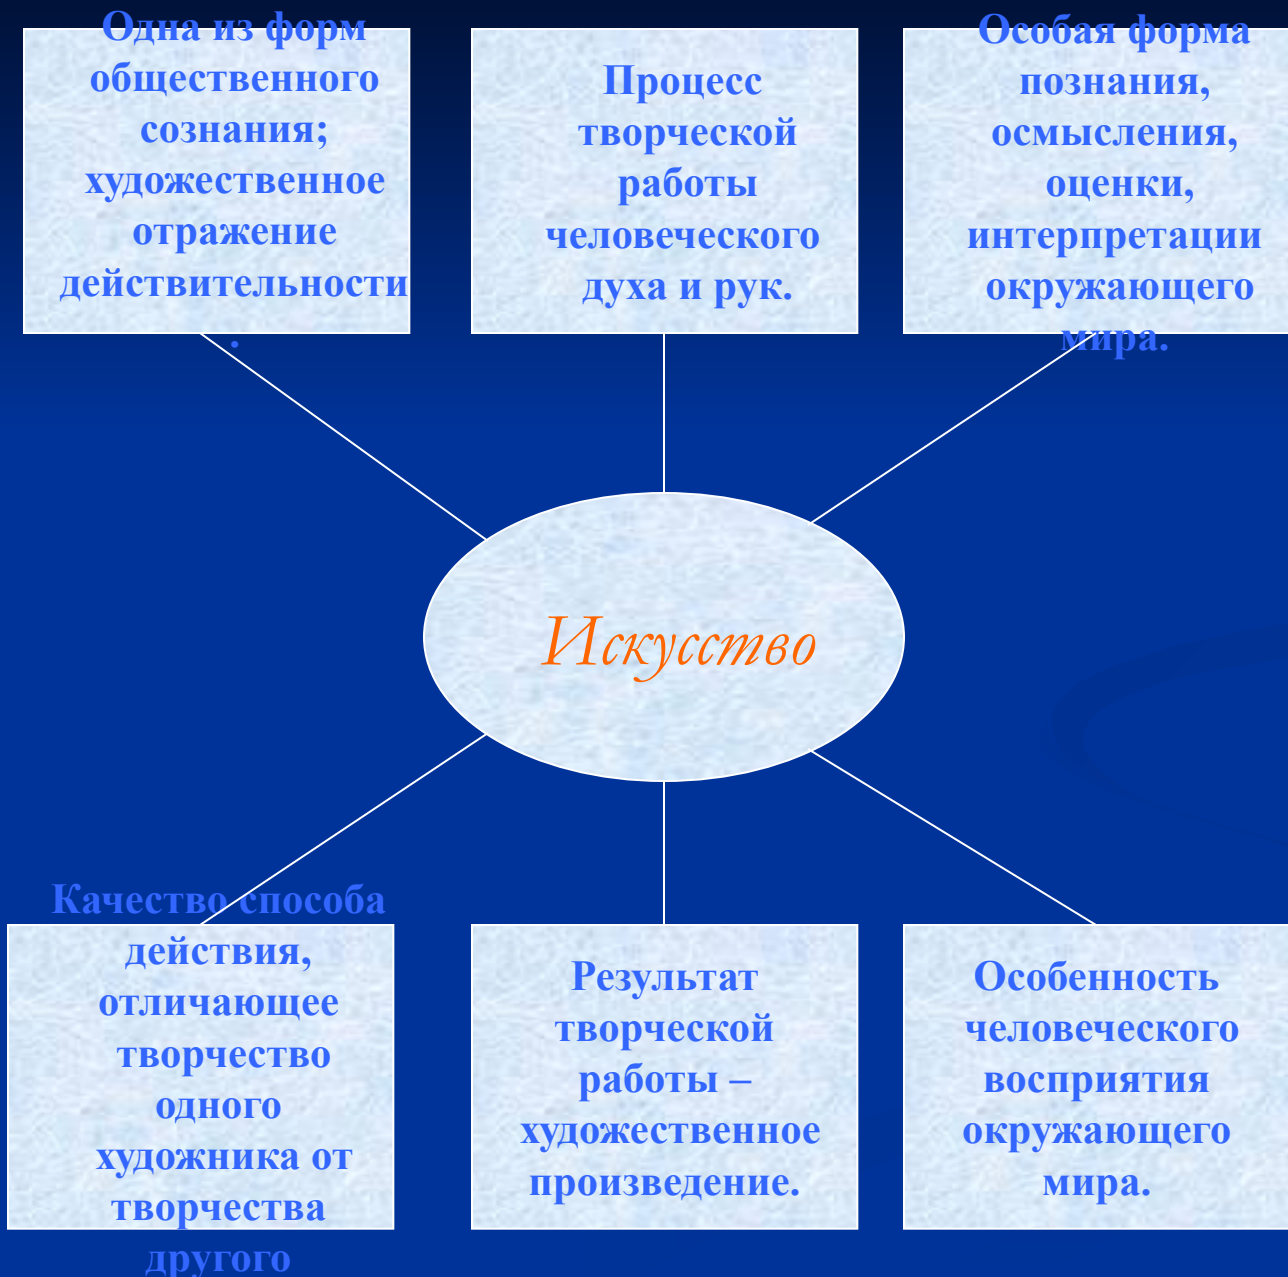 Одна из форм
общественного
сознания;
художественное
отражение
действительности
.
Процесс
творческой
работы
человеческого
духа и рук.
Особая форма
познания,
осмысления,
оценки,
интерпретации
окружающего
мира.
Искусство
Качество способа
действия,
отличающее
творчество
одного
художника от
творчества
другого
Результат
творческой
работы –
художественное
произведение.
Особенность
человеческого
восприятия
окружающего
мира.